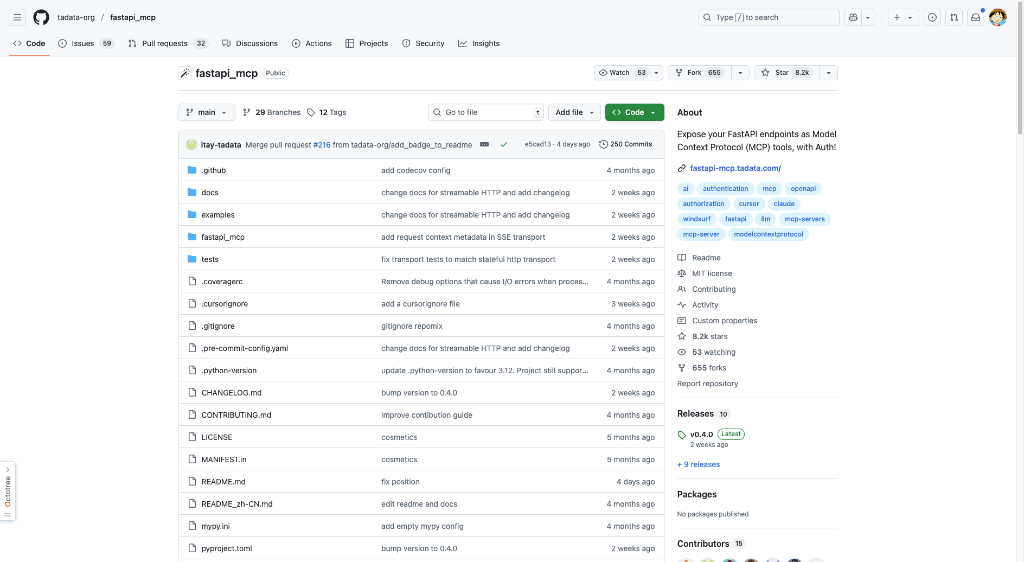 tadata-org / fastapi_mcp
Type / to search
Code
Issues 59
Pull requests 32
Discussions
Actions
Projects
Security
Insights
fastapi_mcp Public
Watch 53
Fork 655
Star 8.2k
main
29 Branches
12 Tags
Go to file t
Add file
Code
itay-tadata Merge pull request #216 from tadata-org/add_badge_to_readme
e5cad13 · 4 days ago
250 Commits
.github add codecov config 4 months ago
docs change docs for streamable HTTP and add changelog 2 weeks ago
examples change docs for streamable HTTP and add changelog 2 weeks ago
fastapi_mcp add request context metadata in SSE transport 2 weeks ago
tests fix transport tests to match stateful http transport 2 weeks ago
.coveragerc Remove debug options that cause I/O errors when proces... 4 months ago
.cursorignore add a cursorignore file 3 weeks ago
.gitignore gitignore repomix 4 months ago
.pre-commit-config.yaml change docs for streamable HTTP and add changelog 2 weeks ago
.python-version update .python-version to favour 3.12. Project still suppor... 4 months ago
CHANGELOG.md bump version to 0.4.0 2 weeks ago
CONTRIBUTING.md improve contibution guide 4 months ago
LICENSE cosmetics 5 months ago
MANIFEST.in cosmetics 5 months ago
README.md fix position 4 days ago
README_zh-CN.md edit readme and docs 4 months ago
mypy.ini add empty mypy config 4 months ago
pyproject.toml bump version to 0.4.0 2 weeks ago
About
Expose your FastAPI endpoints as Model
Context Protocol (MCP) tools, with Auth!
fastapi-mcp.tadata.com/
ai authentication mcp openapi
authorization cursor claude
windsurf fastapi llm mcp-servers
mcp-server modelcontextprotocol
Readme
MIT license
Contributing
Activity
Custom properties
8.2k stars
53 watching
655 forks
Report repository
Releases 10
v0.4.0 Latest
2 weeks ago
+ 9 releases
Packages
No packages published
Contributors 15
Octotree